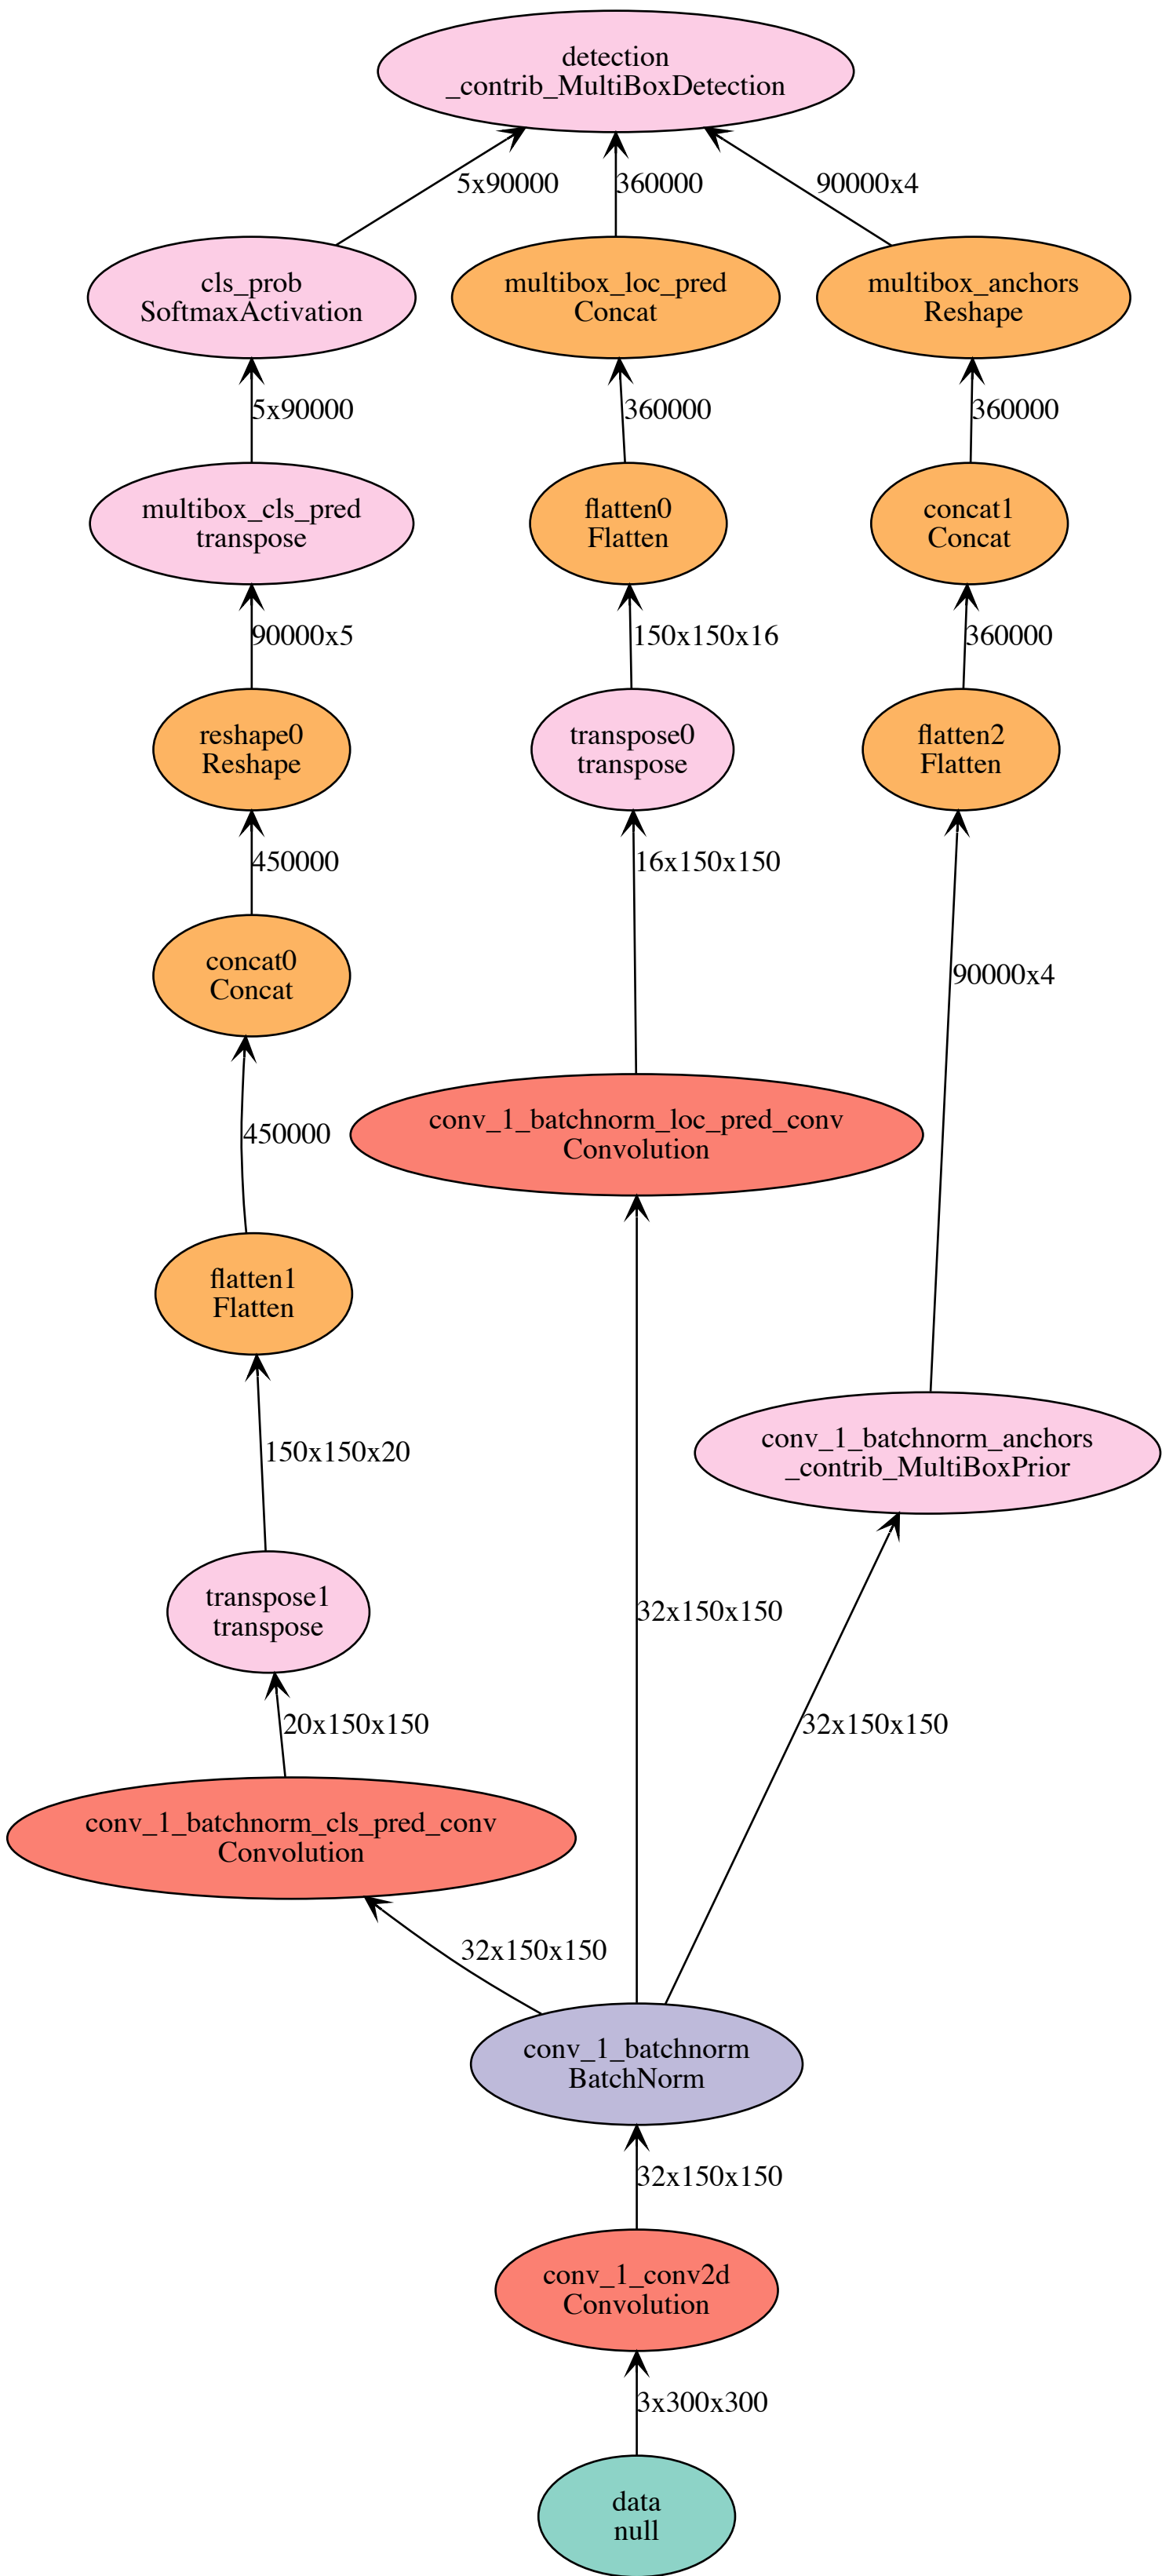 detection
_contrib_MultiBoxDetection
5x90000
360000
90000x4
cls_prob
SoftmaxActivation
multibox_loc_pred
Concat
multibox_anchors
Reshape
5x90000
360000
360000
multibox_cls_pred
transpose
flatten0
Flatten
concat1
Concat
90000x5
150x150x16
360000
reshape0
Reshape
transpose0
transpose
flatten2
Flatten
450000
16x150x150
concat0
Concat
90000x4
conv_1_batchnorm_loc_pred_conv
Convolution
450000
flatten1
Flatten
150x150x20
conv_1_batchnorm_anchors
_contrib_MultiBoxPrior
transpose1
transpose
32x150x150
20x150x150
32x150x150
conv_1_batchnorm_cls_pred_conv
Convolution
32x150x150
conv_1_batchnorm
BatchNorm
32x150x150
conv_1_conv2d
Convolution
3x300x300
data
null